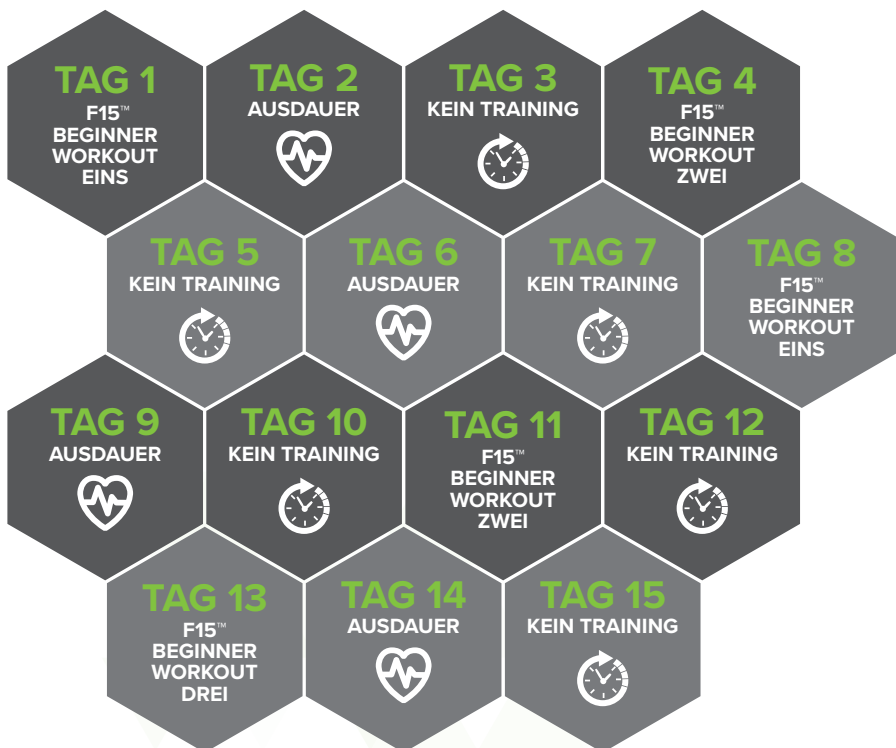 TAG 1
F15™
BEGINNER
WORKOUT
EINS
TAG 2
AUSDAUER
TAG 3
KEIN TRAINING
TAG 4
F15™
BEGINNER
WORKOUT
ZWEI
TAG 5
KEIN TRAINING
TAG 6
AUSDAUER
TAG 7
KEIN TRAINING
TAG 8
F15™
BEGINNER
WORKOUT
EINS
TAG 9
AUSDAUER
TAG 10
KEIN TRAINING
TAG 11
F15™
BEGINNER
WORKOUT
ZWEI
TAG 12
KEIN TRAINING
TAG 13
F15™
BEGINNER
WORKOUT
DREI
TAG 14
AUSDAUER
TAG 15
KEIN TRAINING